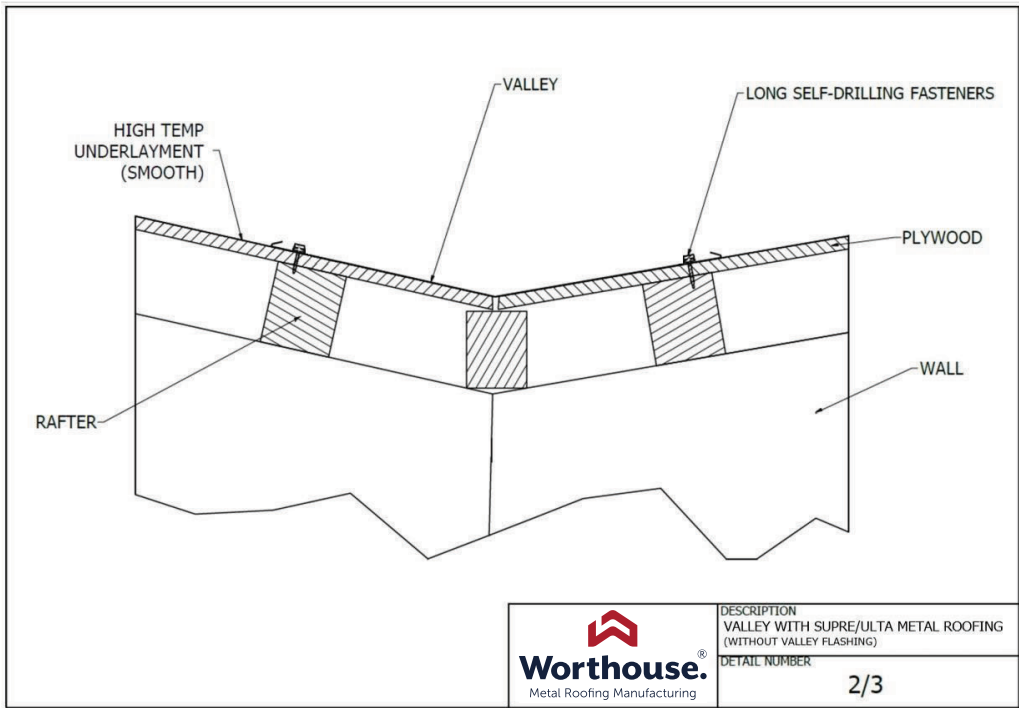 VALLEY
LONG SELF-DRILLING FASTENERS
HIGH TEMP
UNDERLAYMENT
(SMOOTH)
PLYWOOD
WALL
RAFTER
Worthouse.®
Metal Roofing Manufacturing
DESCRIPTION
VALLEY WITH SUPRE/ULTA METAL ROOFING
(WITHOUT VALLEY FLASHING)
DETAIL NUMBER
2/3